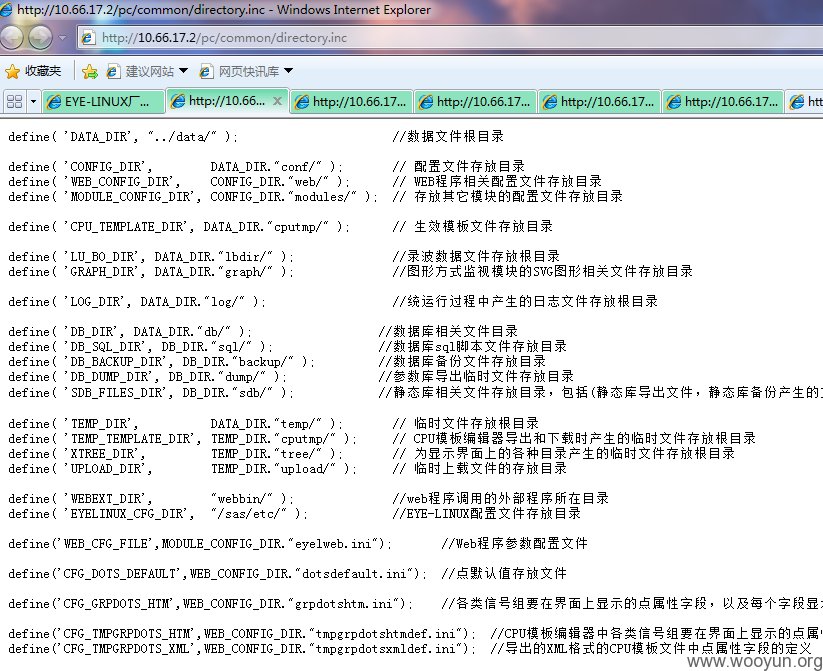 http://10.66.17.2/pc/common/directory.inc - Windows Internet Explorer
http://10.66.17.2/pc/common/directory.inc
收藏夹 建议网站 网页快讯库
EYE-LINUX厂... http://10.66... http://10.66.17... http://10.66.17... http://10.66.17... http://10.66.17... http
define( 'DATA_DIR', "../data/" ); //数据文件根目录
define( 'CONFIG_DIR', DATA_DIR."conf/" ); // 配置文件存放目录
define( 'WEB_CONFIG_DIR', CONFIG_DIR."web/" ); // WEB程序相关配置文件存放目录
define( 'MODULE_CONFIG_DIR', CONFIG_DIR."modules/" ); // 存放其它模块的配置文件存放目录
define( 'CPU_TEMPLATE_DIR', DATA_DIR."cputmp/" ); // 生效模板文件存放目录
define( 'LU_BO_DIR', DATA_DIR."lbdir/" ); //录波数据文件存放根目录
define( 'GRAPH_DIR', DATA_DIR."graph/" ); //图形方式监视模块的SVG图形相关文件存放目录
define( 'LOG_DIR', DATA_DIR."log/" ); //统运行过程中产生的日志文件存放根目录
define( 'DB_DIR', DATA_DIR."db/" ); //数据库相关文件目录
define( 'DB_SQL_DIR', DB_DIR."sql/" ); //数据库sql脚本文件存放目录
define( 'DB_BACKUP_DIR', DB_DIR."backup/" ); //数据库备份文件存放目录
define( 'DB_DUMP_DIR', DB_DIR."dump/" ); //参数库导出临时文件存放目录
define( 'SDB_FILES_DIR', DB_DIR."sdb/" ); //静态库相关文件存放目录，包括(静态库导出文件，静态库备份产生的
define( 'TEMP_DIR', DATA_DIR."temp/" ); // 临时文件存放根目录
define( 'TEMP_TEMPLATE_DIR', TEMP_DIR."cputmp/" ); // CPU模板编辑器导出和下载时产生的临时文件存放根目录
define( 'XTREE_DIR', TEMP_DIR."tree/" ); // 为显示界面上的各种目录产生的临时文件存放根目录
define( 'UPLOAD_DIR', TEMP_DIR."upload/" ); // 临时上载文件的存放目录
define( 'WEBEXT_DIR', "webbin/" ); //web程序调用的外部程序所在目录
define( 'EYELINUX_CFG_DIR', "/sas/etc/" ); //EYE-LINUX配置文件存放目录
define('WEB_CFG_FILE',MODULE_CONFIG_DIR."eyelweb.ini"); //Web程序参数配置文件
define('CFG_DOTS_DEFAULT',WEB_CONFIG_DIR."dotsdefault.ini"); //点默认值存放文件
define('CFG_GRPDOTS_HTM',WEB_CONFIG_DIR."grpdotshtm.ini"); //各类信号组要在界面上显示的点属性字段，以及每个字段显
define('CFG_TMPGRPDOTS_HTM',WEB_CONFIG_DIR."tmpgrpdotshtmdef.ini"); //CPU模板编辑器中各类信号组要在界面上显示的点属
define('CFG_TMPGRPDOTS_XML',WEB_CONFIG_DIR."tmpgrpdotsxmldef.ini"); //导出的XML格式的CPU模板文件中点属性字段的定义
www.wooyun.org